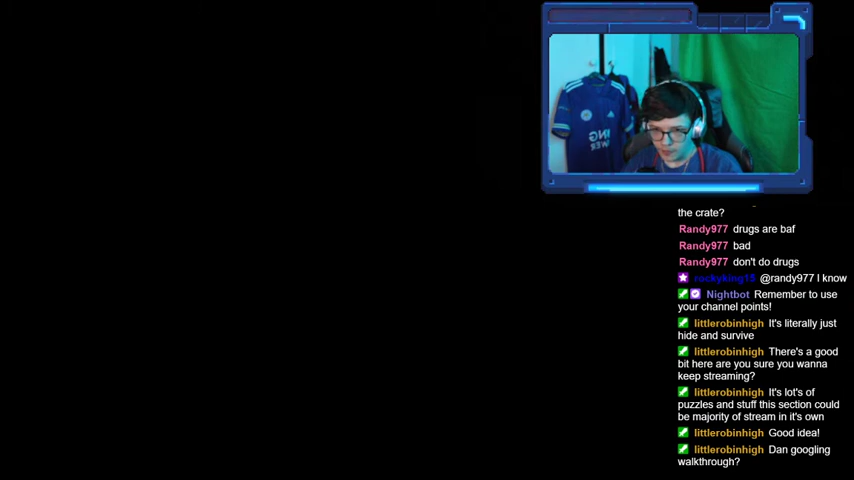 the crate?
Randy977 drugs are baf
Randy977 bad
Randy977 don't do drugs
rockyking15 @randy977 I know
Nightbot Remember to use
your channel points!
littlerobinhigh It's literally just
hide and survive
littlerobinhigh There's a good
bit here are you sure you wanna
keep streaming?
littlerobinhigh It's lot's of
puzzles and stuff this section could
be majority of stream in it's own
littlerobinhigh Good idea!
littlerobinhigh Dan googling
walkthrough?